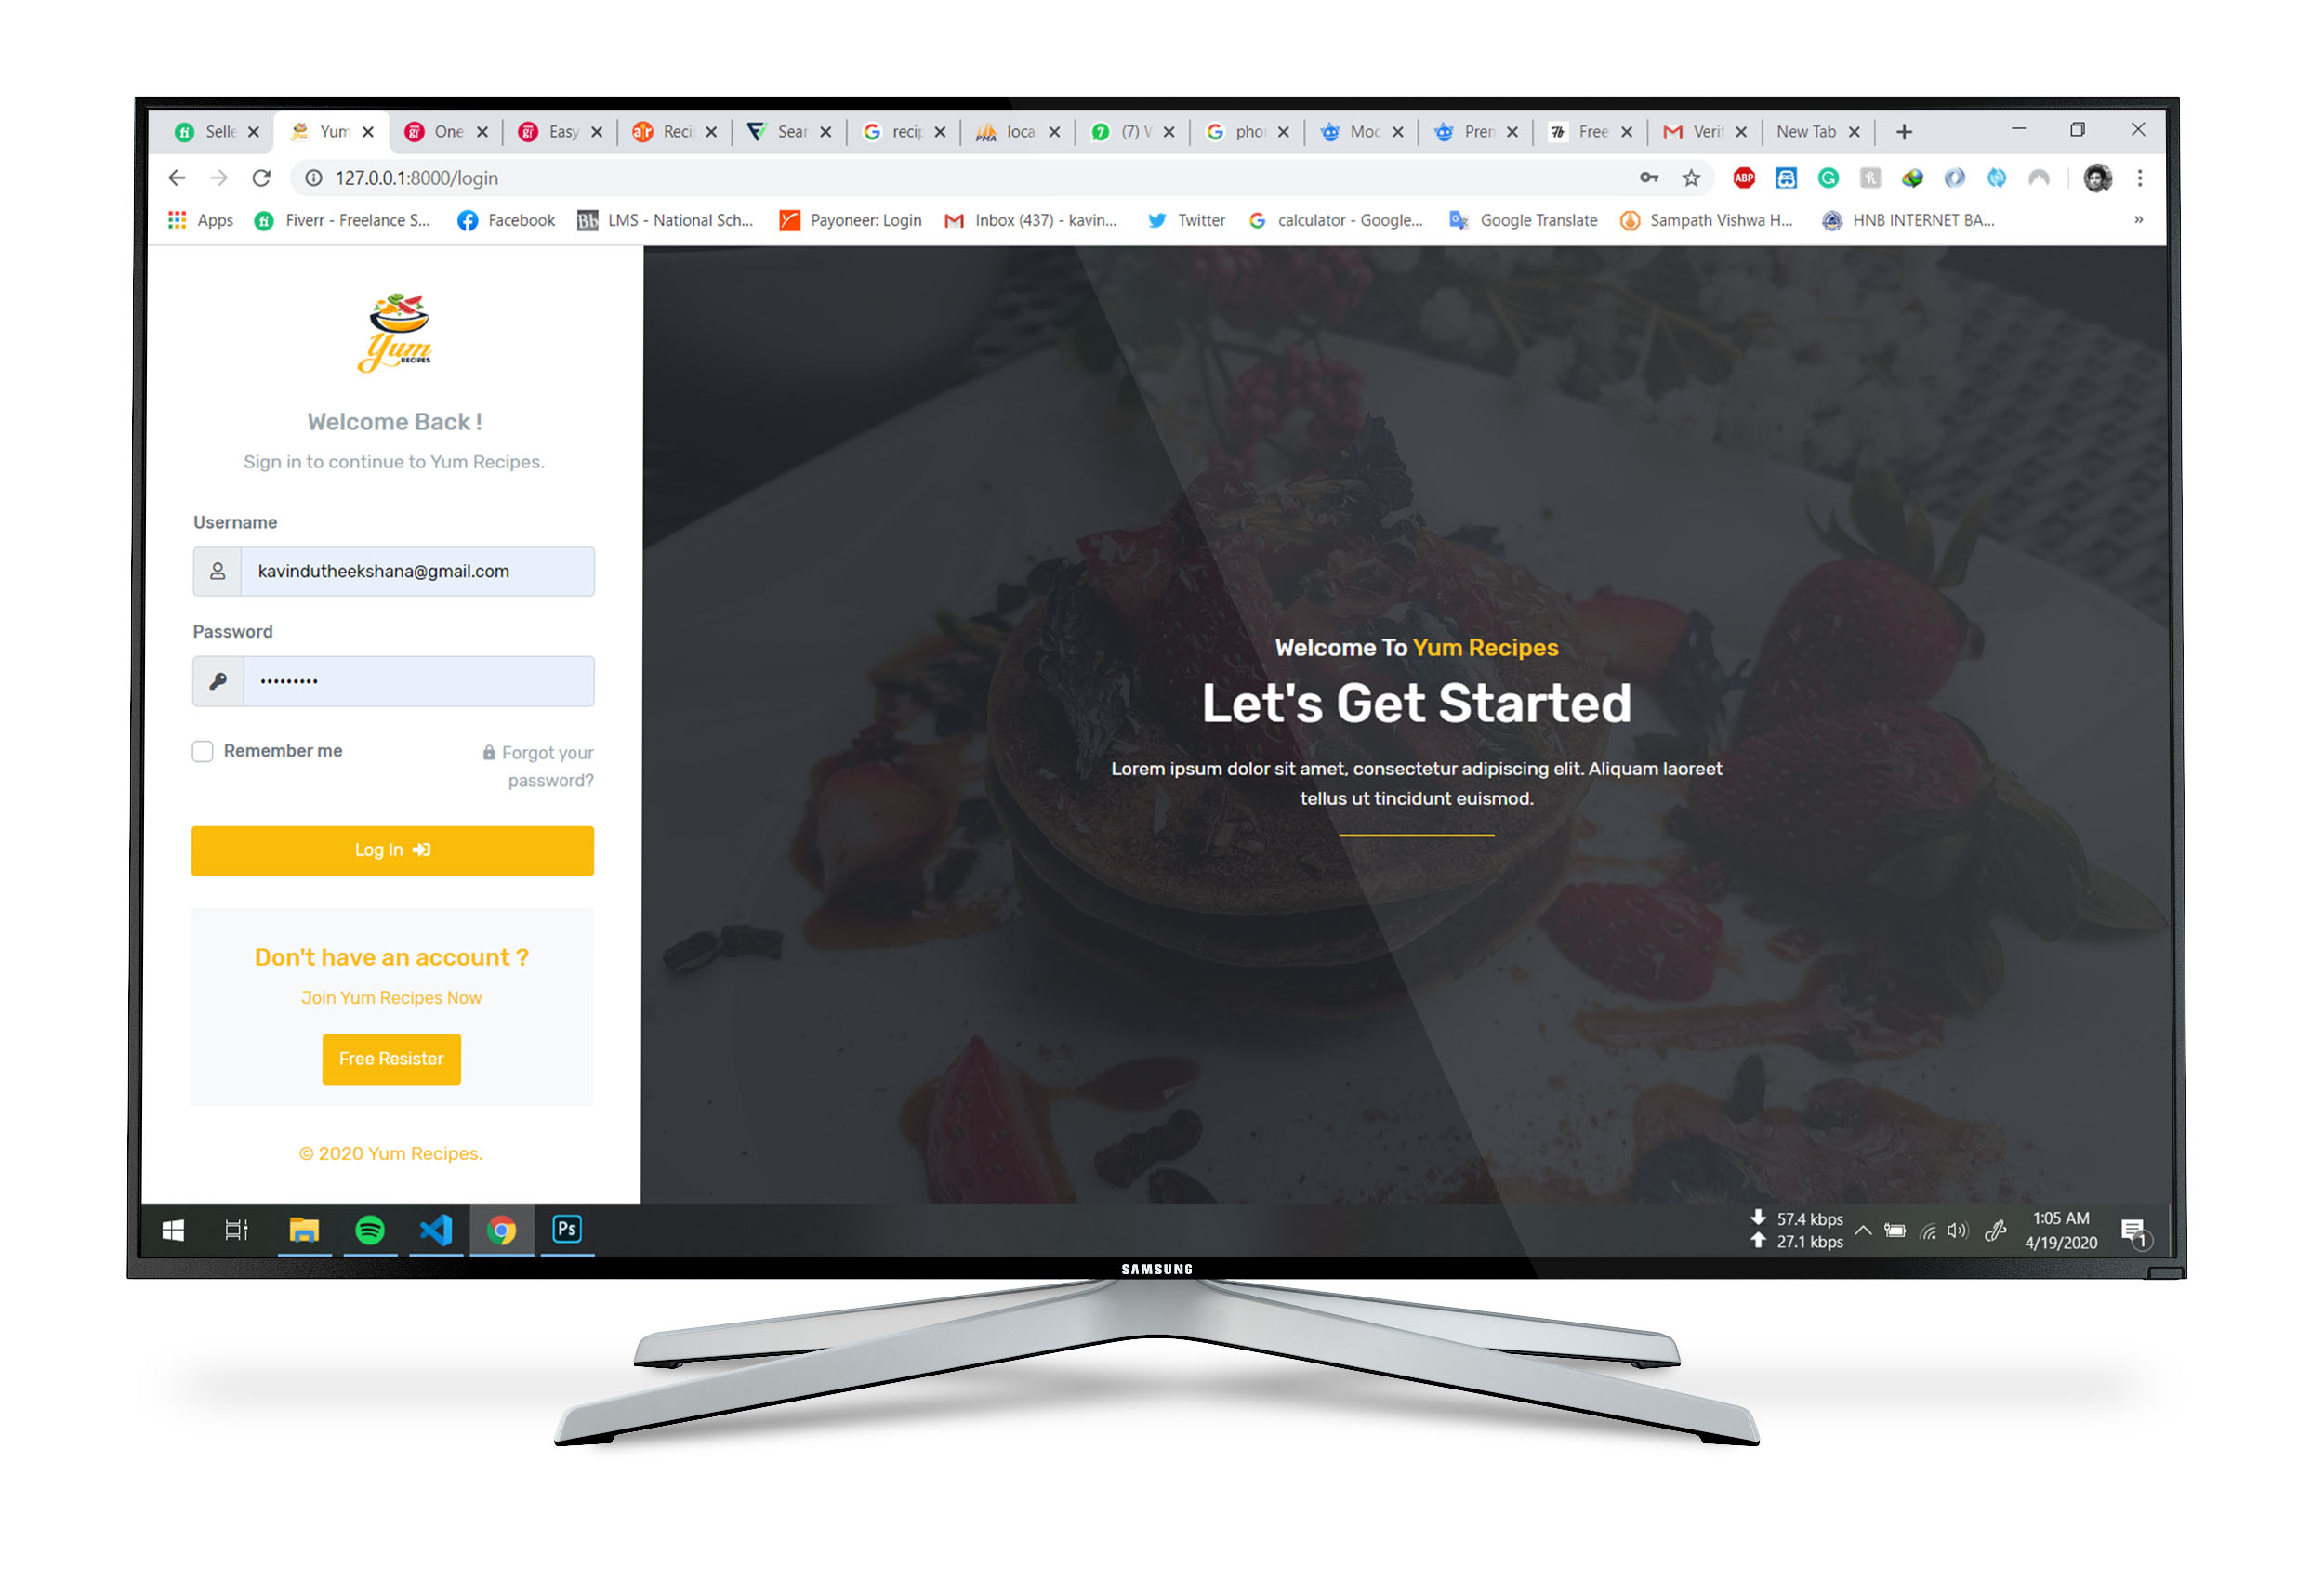 Selle
Yum
One
Easy
Reci
Sear
recip
loca
(7) V
pho
Moc
Pren
Free
Verif
New Tab
127.0.0.1:8000/login
ABP
Apps
Fiverr - Freelance S...
Facebook
Bb
LMS - National Sch...
Payoneer: Login
Inbox (437) - kavin...
Twitter
calculator - Google...
Google Translate
Sampath Vishwa H...
HNB INTERNET BA...
»
Yum
RECIPES
Welcome Back !
Sign in to continue to Yum Recipes.
Username
kavindutheekshana@gmail.com
Password
•••••••••
Remember me
Forgot your
password?
Log In
Don't have an account ?
Join Yum Recipes Now
Free Resister
© 2020 Yum Recipes.
Welcome To Yum Recipes
Let's Get Started
Lorem ipsum dolor sit amet, consectetur adipiscing elit. Aliquam laoreet
tellus ut tincidunt euismod.
Ps
57.4 kbps
27.1 kbps
1:05 AM
4/19/2020
1
SAMSUNG